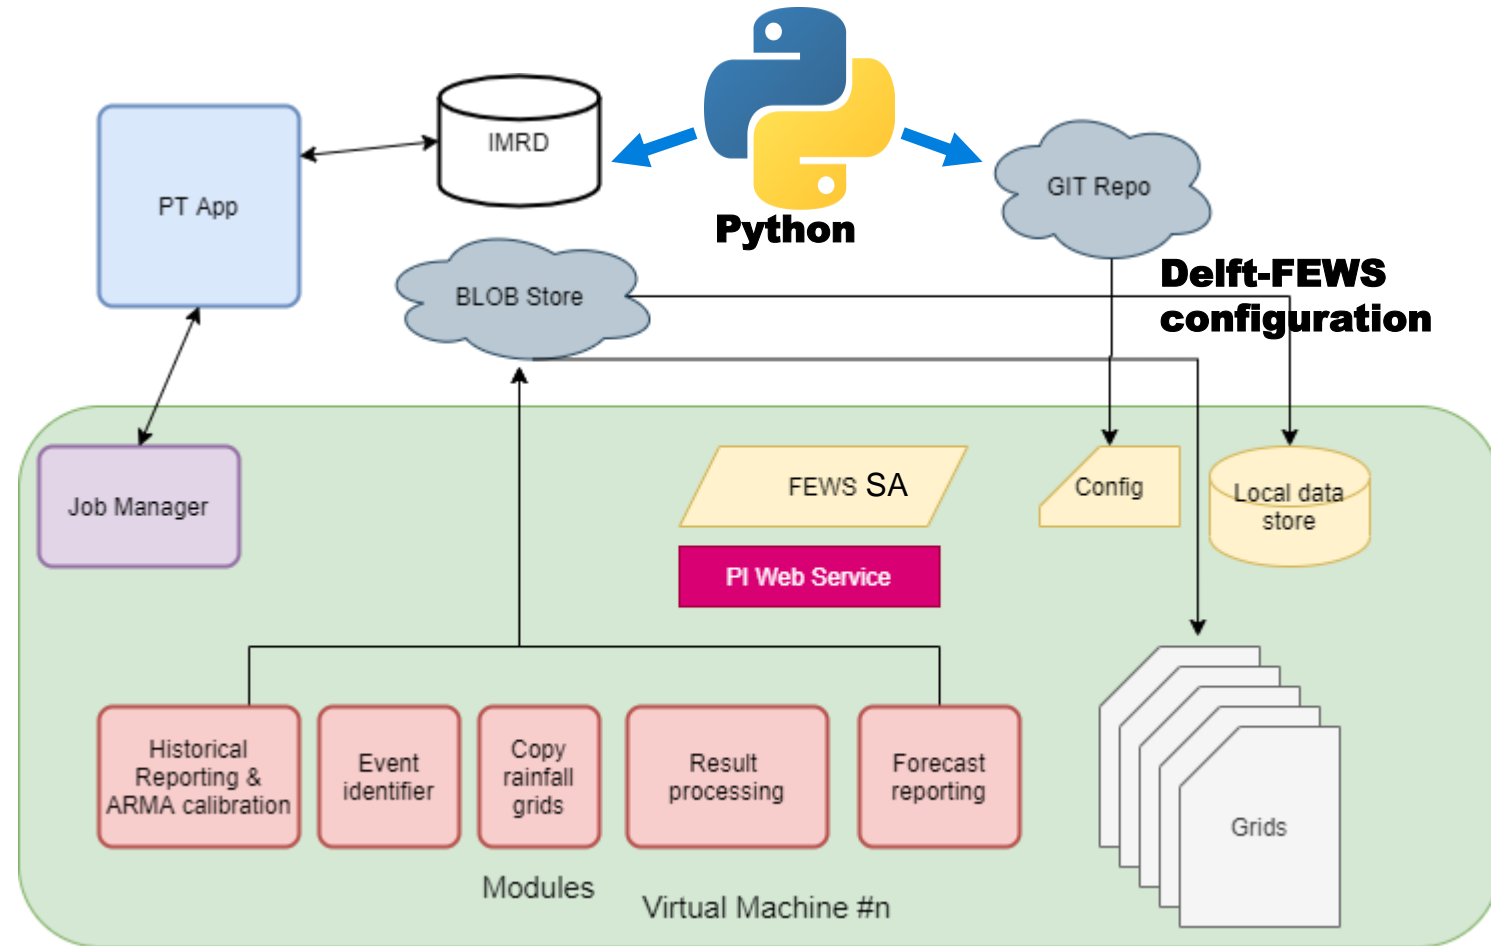 IMRD
PT App
GIT Repo
Python
Delft-FEWS
configuration
BLOB Store
Job Manager
FEWS SA
Config
Local data
store
PI Web Service
Historical
Reporting &
ARMA calibration
Event
identifier
Copy
rainfall
grids
Result
processing
Forecast
reporting
Grids
Modules
Virtual Machine #n